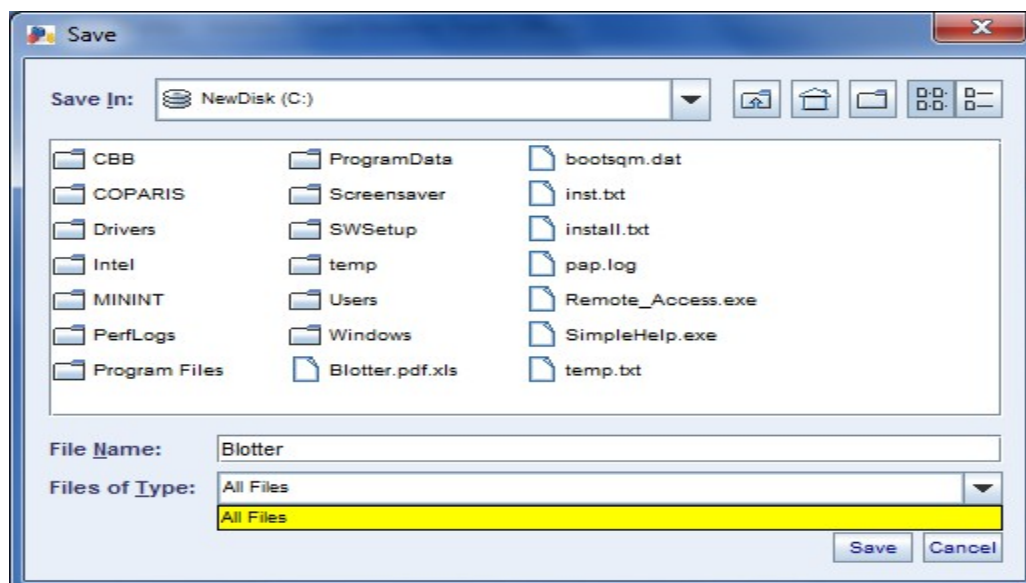 Save
Save In: NewDisk (C:)
CBB ProgramData bootsqm.dat
COPARIS Screensaver inst.txt
Drivers SWSetup install.txt
Intel temp pap.log
MININT Users Remote_Access.exe
PerfLogs Windows SimpleHelp.exe
Program Files Blotter.pdf.xls temp.txt
File Name: Blotter
Files of Type: All Files
All Files
Save Cancel